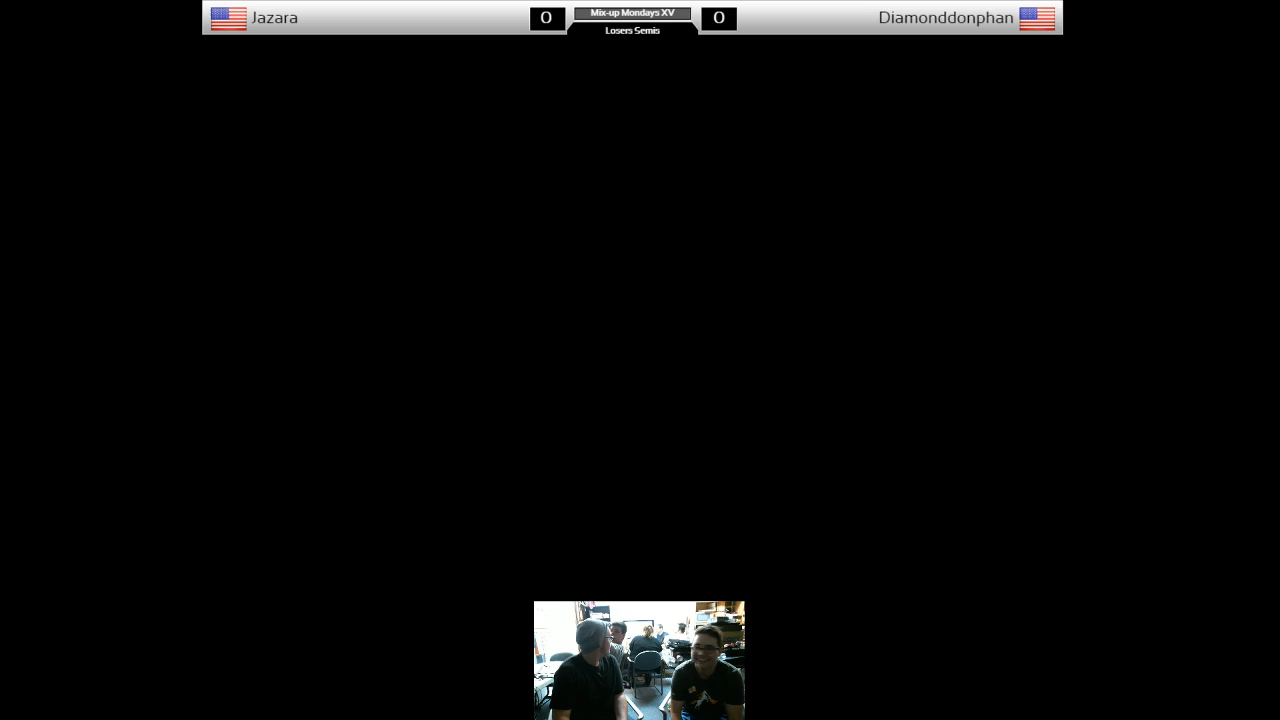 Jazara
0
Mix-up Mondays XV
0
Diamonddonphan
Losers Semis